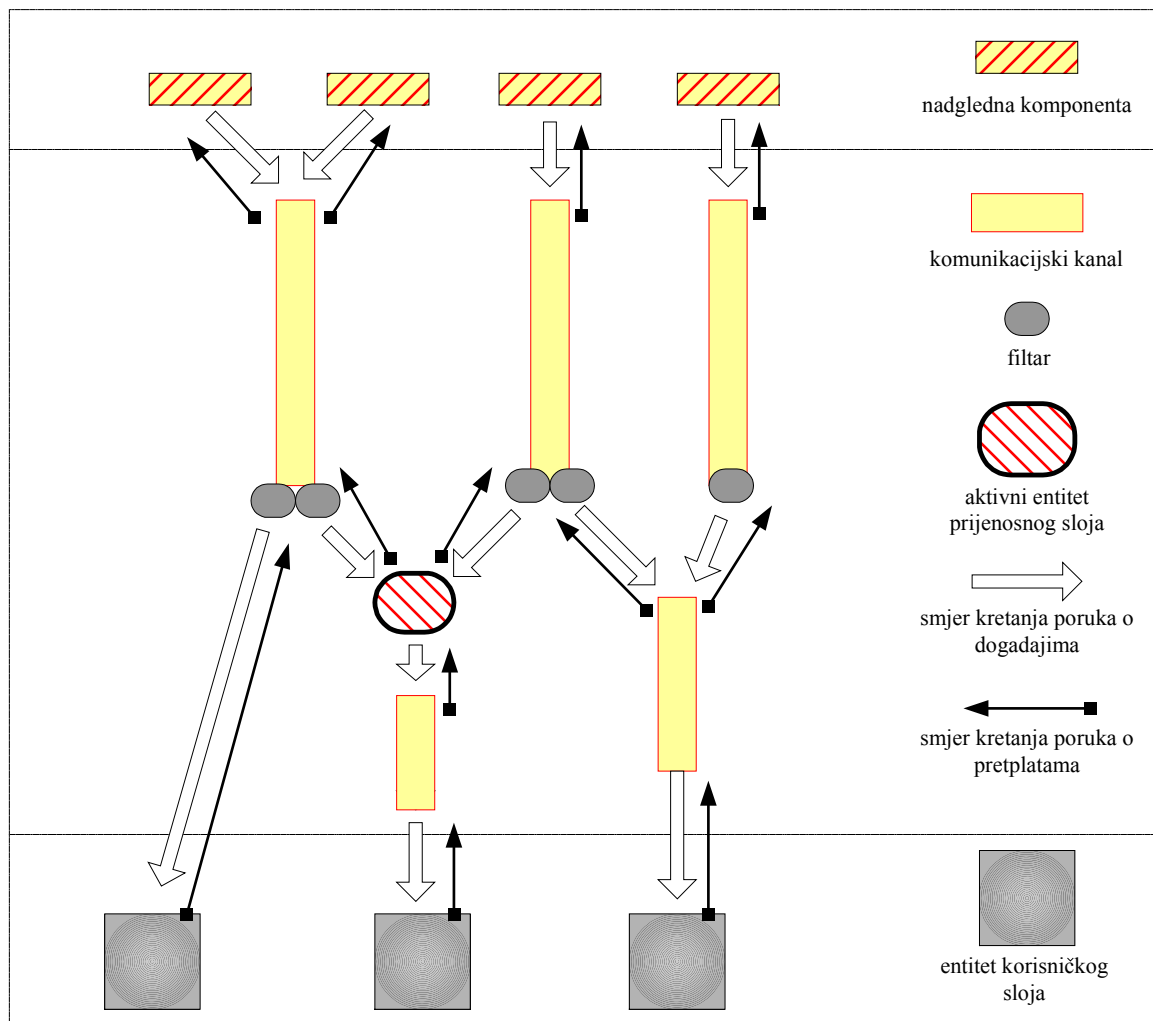 nadgledna komponenta
komunikacijski kanal
filtar
aktivni entitet
prijenosnog sloja
smjer kretanja poruka o
dogadajima
smjer kretanja poruka o
pretplatama
entitet korisničkog
sloja